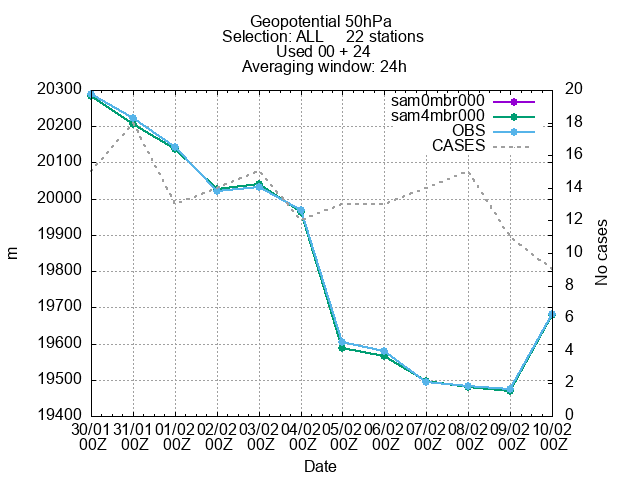 Geopotential 50hPa
Selection: ALL 22 stations
Used 00 + 24
Averaging window: 24h
sam0mbr000
sam4mbr000
OBS
CASES
20300
20200
20100
20000
19900
19800
19700
19600
19500
19400
m
20
18
16
14
12
10
8
6
4
2
0
No cases
30/01 31/01 01/02 02/02 03/02 04/02 05/02 06/02 07/02 08/02 09/02 10/02
00Z 00Z 00Z 00Z 00Z 00Z 00Z 00Z 00Z 00Z 00Z 00Z
Date